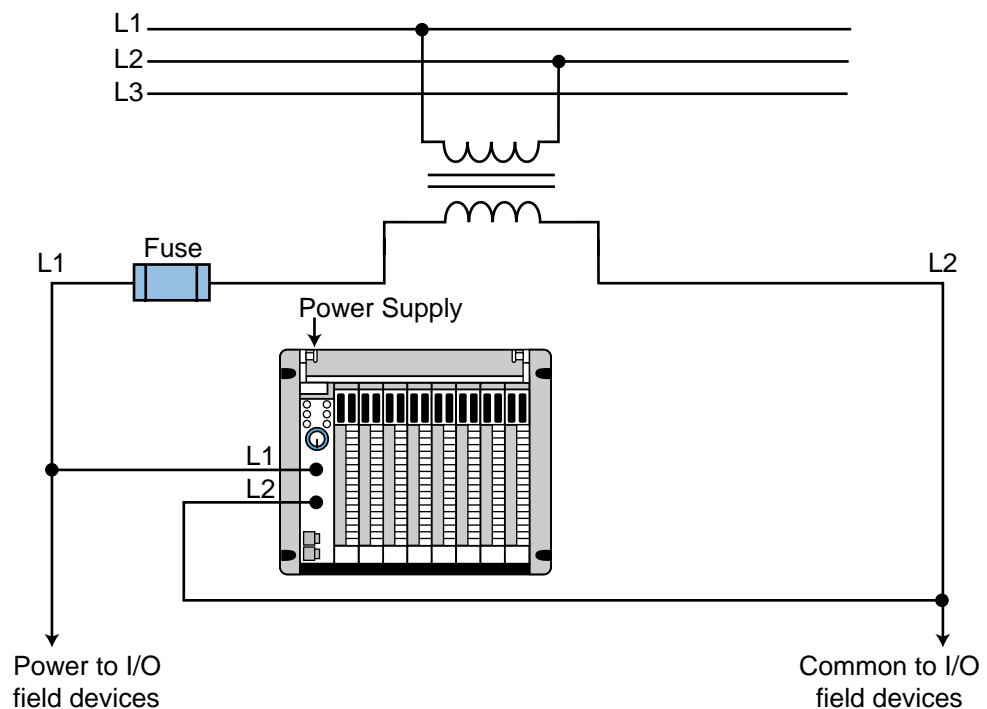 L1
L2
L3
Fuse
L1
L2
Power Supply
L1
L2
Power to I/O
field devices
Common to I/O
field devices